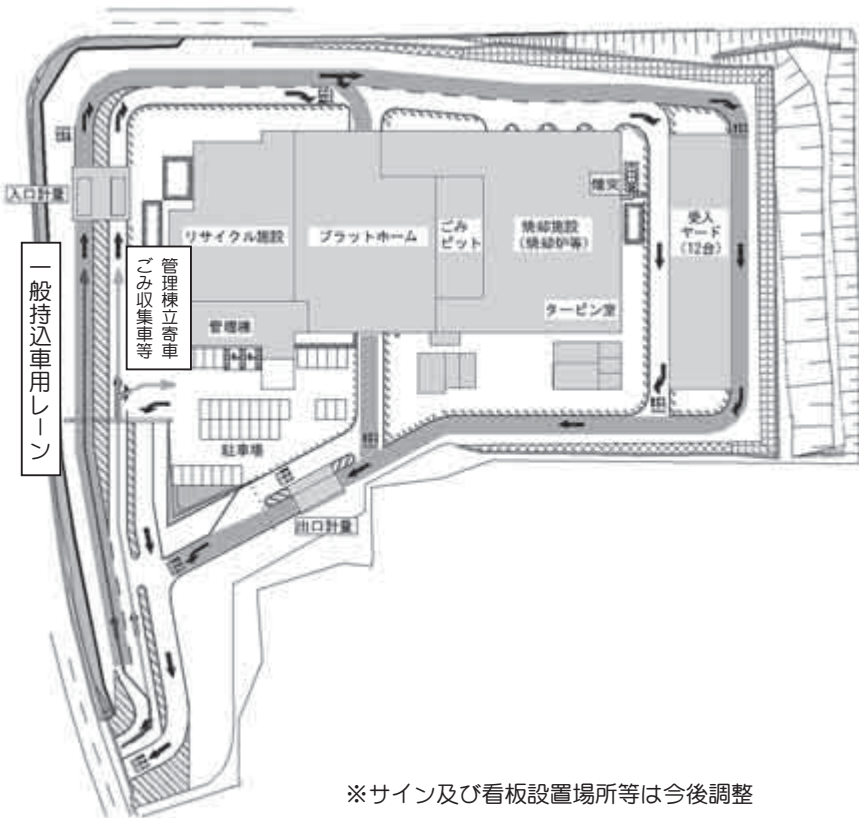 入口計量
一般持込車用レーン
管理棟立寄車
ごみ収集車等
リサイクル施設
プラットホーム
ごみ
ピット
焼却施設
(焼却炉等)
煙突
受入
ヤード
(12台)
タービン室
管理棟
駐車場
出口計量
※サイン及び看板設置場所等は今後調整